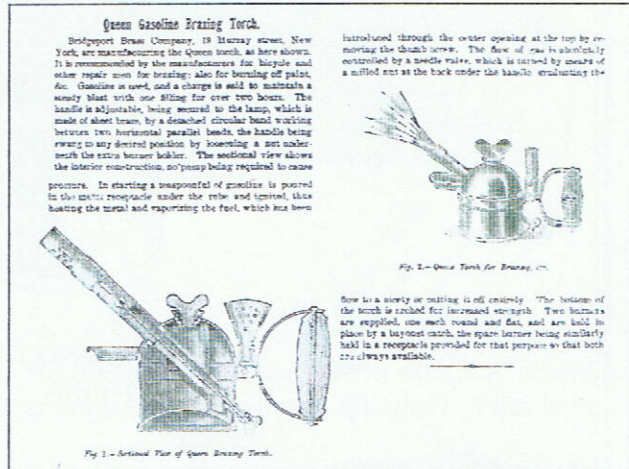 Queen Gasoline Brazing Torch.
Bridgeport Brass Company, 19 Murray street, New
York, are manufacturing the Queen torch, as here shown.
It is recommended by the manufacturers for bicycle and
other repair men for brazing; also for burning off paint,
&c. Gasoline is used, and a charge is said to maintain a
steady blast with one filling for over two hours. The
handle is adjustable, being secured to the lamp, which is
made of sheet brass, by a detached circular band working
between two horizontal parallel beads, the handle being
swung to any desired position by loosening a nut under-
neath the extra burner holder. The sectional view shows
the interior construction, no pump being required to cause
pressure. In starting a teaspoonful of gasoline is poured
in the metal receptacle under the tube and ignited, thus
heating the metal and vaporizing the fuel, which has been
Fig. 1.—Sectional View of Queen Brazing Torch.
introduced through the center opening at the top by re-
moving the thumb screw. The flow of gas is absolutely
controlled by a needle valve, which is turned by means of
a milled nut at the back under the handle, graduating the
Fig. 2.—Queen Torch for Brazing, &c.
flow to a nicety or cutting it off entirely. The bottom of
the torch is arched for increased strength. Two burners
are supplied, one each round and flat, and are held in
place by a bayonet catch, the spare burner being similarly
held in a receptacle provided for that purpose so that both
are always available.